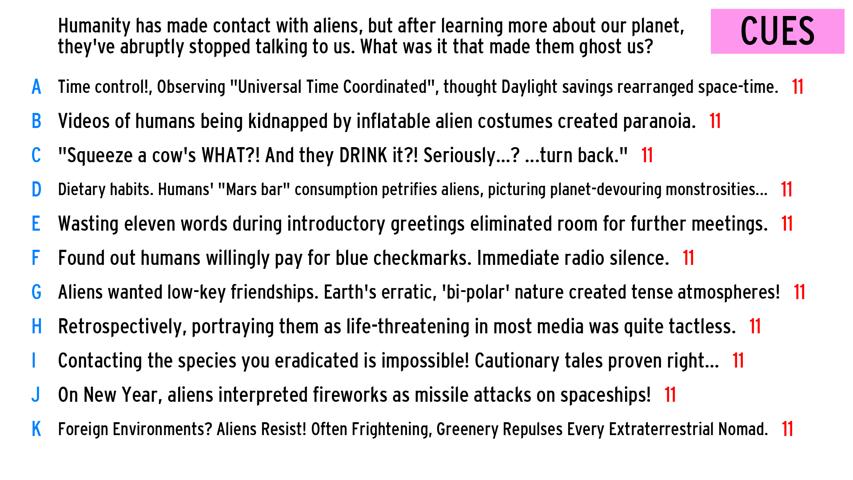 Humanity has made contact with aliens, but after learning more about our planet,
they've abruptly stopped talking to us. What was it that made them ghost us?
CUES
A Time control!, Observing "Universal Time Coordinated", thought Daylight savings rearranged space-time. 11
B Videos of humans being kidnapped by inflatable alien costumes created paranoia. 11
C "Squeeze a cow's WHAT?! And they DRINK it?! Seriously...? ...turn back." 11
D Dietary habits. Humans' "Mars bar" consumption petrifies aliens, picturing planet-devouring monstrosities... 11
E Wasting eleven words during introductory greetings eliminated room for further meetings. 11
F Found out humans willingly pay for blue checkmarks. Immediate radio silence. 11
G Aliens wanted low-key friendships. Earth's erratic, 'bi-polar' nature created tense atmospheres! 11
H Retrospectively, portraying them as life-threatening in most media was quite tactless. 11
I Contacting the species you eradicated is impossible! Cautionary tales proven right... 11
J On New Year, aliens interpreted fireworks as missile attacks on spaceships! 11
K Foreign Environments? Aliens Resist! Often Frightening, Greenery Repulses Every Extraterrestrial Nomad. 11